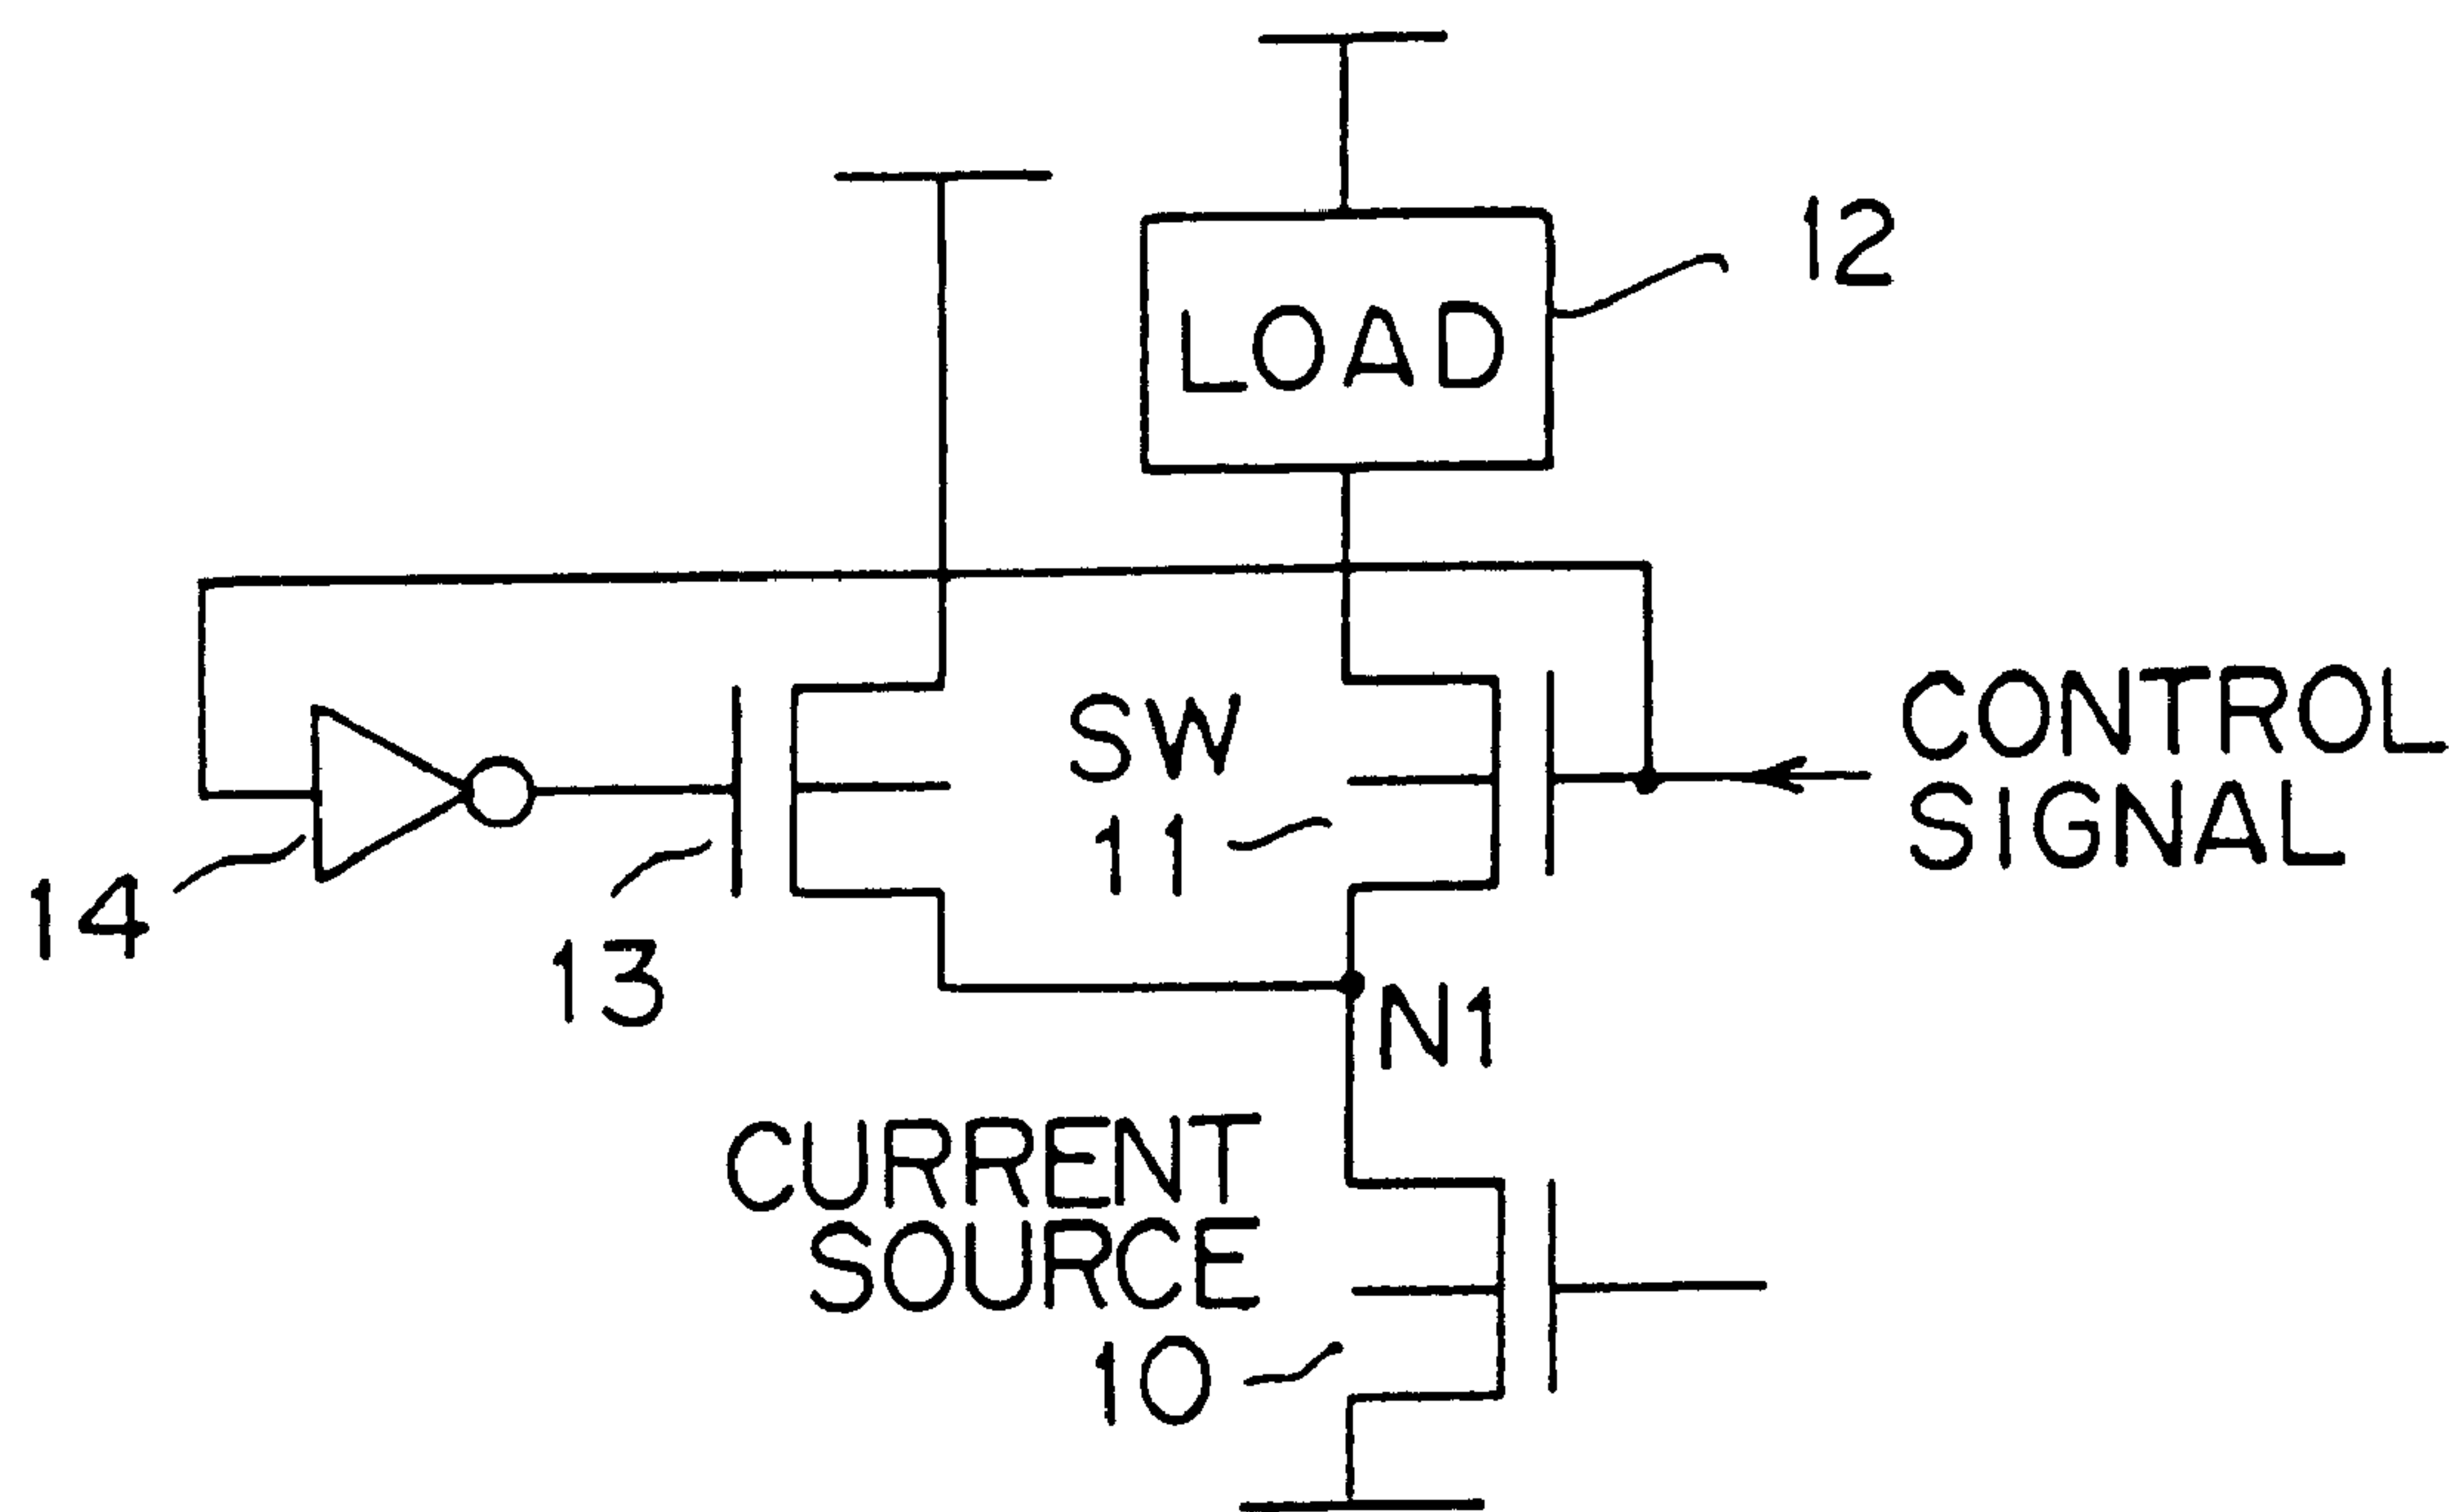 12
LOAD
SW
11
CONTROL
SIGNAL
14
13
N1
CURRENT
SOURCE
10